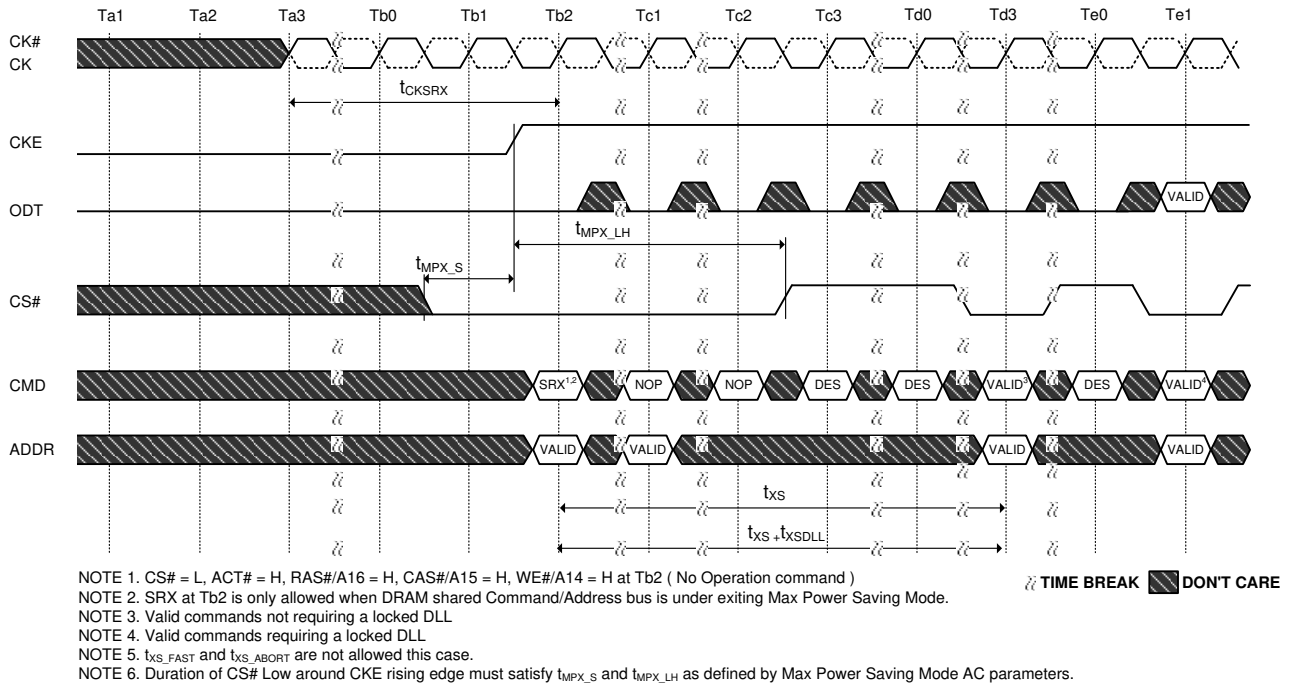 Ta1 Ta2 Ta3 Tb0 Tb1 Tb2 Tc1 Tc2 Tc3 Td0 Td3 Te0 Te1
CK#
CK
tCKSRX
CKE
ODT VALID
tMPX_LH
tMPX_S
CS#
CMD SRX1,2 NOP NOP DES DES VALID3 DES VALID4
ADDR VALID VALID VALID VALID
tXS
tXS +tXSDLL
NOTE 1. CS# = L, ACT# = H, RAS#/A16 = H, CAS#/A15 = H, WE#/A14 = H at Tb2 ( No Operation command )
TIME BREAK DON'T CARE
NOTE 2. SRX at Tb2 is only allowed when DRAM shared Command/Address bus is under exiting Max Power Saving Mode.
NOTE 3. Valid commands not requiring a locked DLL
NOTE 4. Valid commands requiring a locked DLL
NOTE 5. tXS_FAST and tXS_ABORT are not allowed this case.
NOTE 6. Duration of CS# Low around CKE rising edge must satisfy tMPX_S and tMPX_LH as defined by Max Power Saving Mode AC parameters.